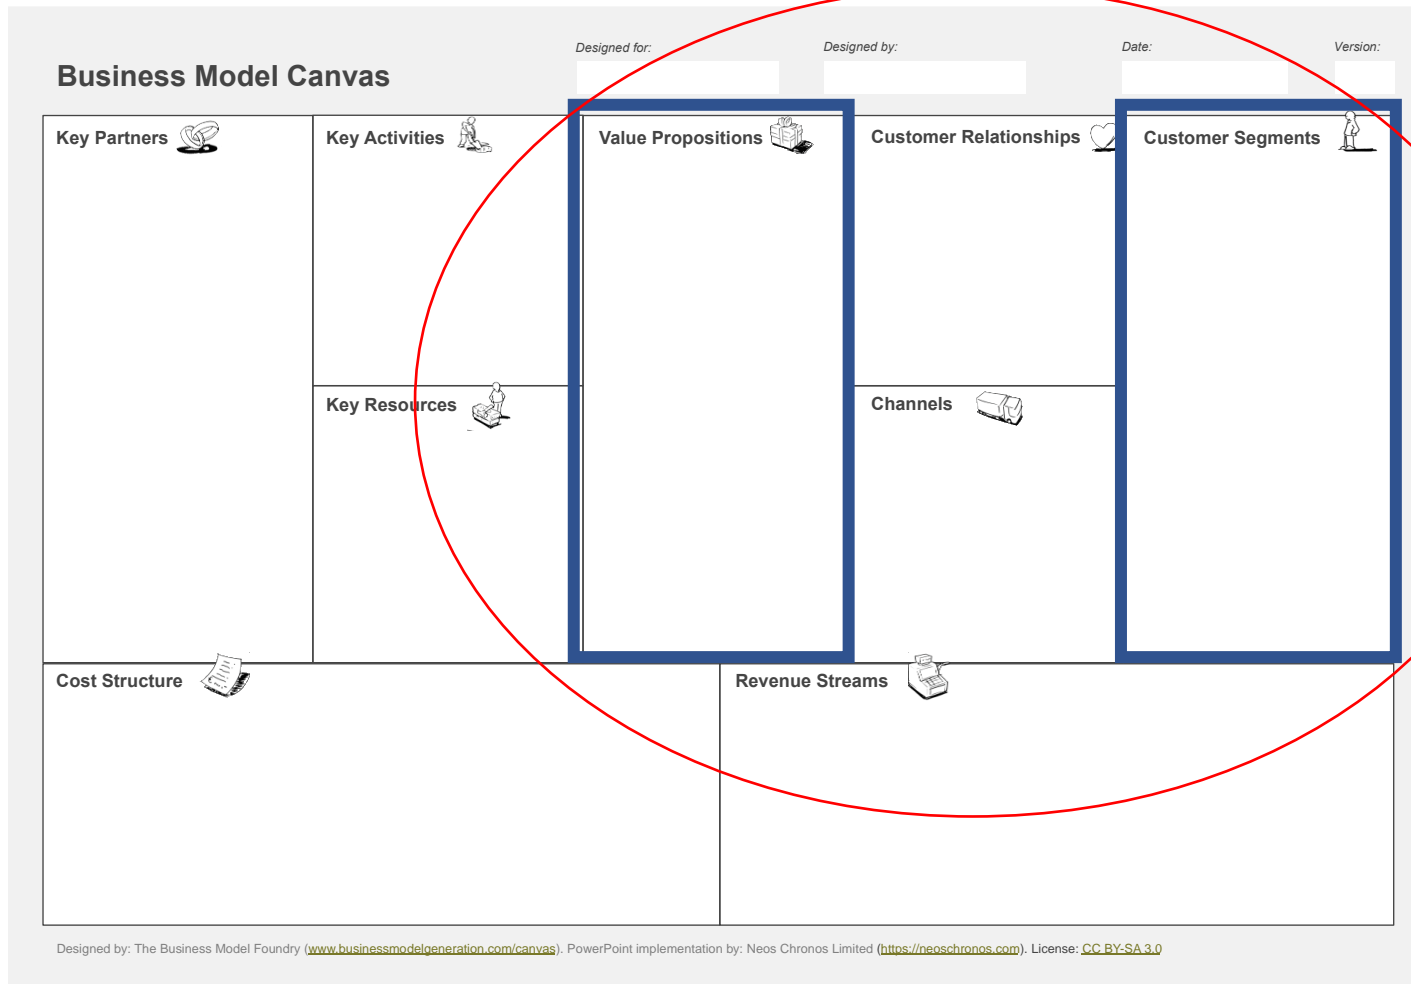 Designed for:
Designed by:
Date:
Version:
Business Model Canvas
Key Partners
Key Activities
Value Propositions
Customer Relationships
Customer Segments
Key Resources
Channels
Cost Structure
Revenue Streams
Designed by: The Business Model Foundry (www.businessmodelgeneration.com/canvas). PowerPoint implementation by: Neos Chronos Limited (https://neoschronos.com). License: CC BY-SA 3.0